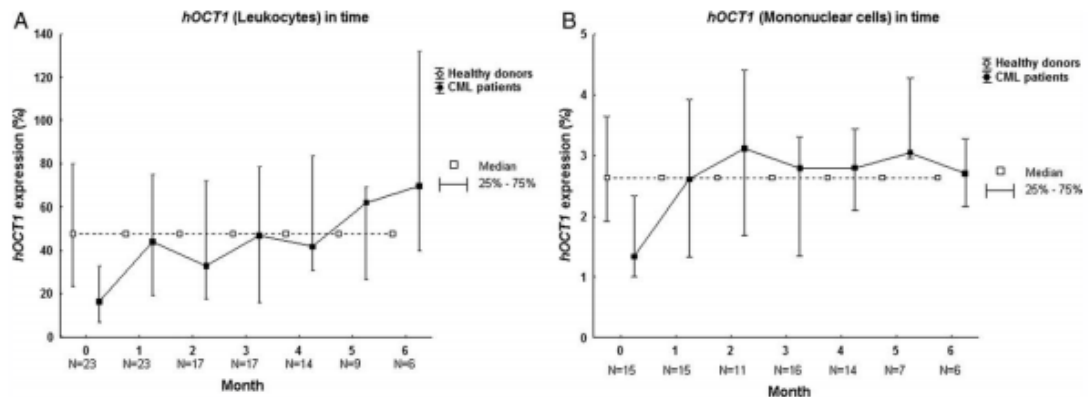 A
hOCT1 (Leukocytes) in time
140
120
100
80
60
40
20
0
hOCT1 expression (%)
0 1 2 3 4 5 6
N=23 N=23 N=17 N=17 N=14 N=9 N=6
Month
Healthy donors
CML patients
Median
25% - 75%
B
hOCT1 (Mononuclear cells) in time
5
4
3
2
1
0
hOCT1 expression (%)
0 1 2 3 4 5 6
N=15 N=15 N=11 N=16 N=14 N=7 N=6
Month
Healthy donors
CML patients
Median
25% - 75%